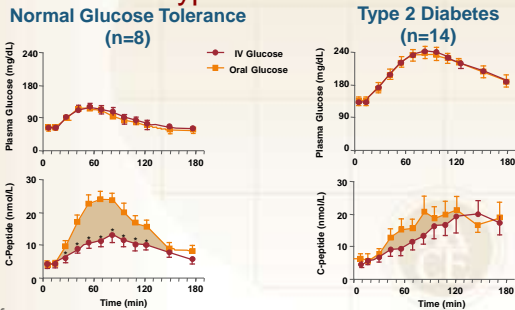 Normal Glucose Tolerance
(n=8)
Type 2 Diabetes
(n=14)
IV Glucose
Oral Glucose
Plasma Glucose (mg/dL)
240
180
90
0
0 60 120 180
Plasma Glucose (mg/dL)
240
180
90
0
0 60 120 180
C-Peptide (nmol/L)
30
20
10
0
0 60 120 180
Time (min)
C-peptide (nmol/L)
30
20
10
0
0 60 120 180
Time (min)